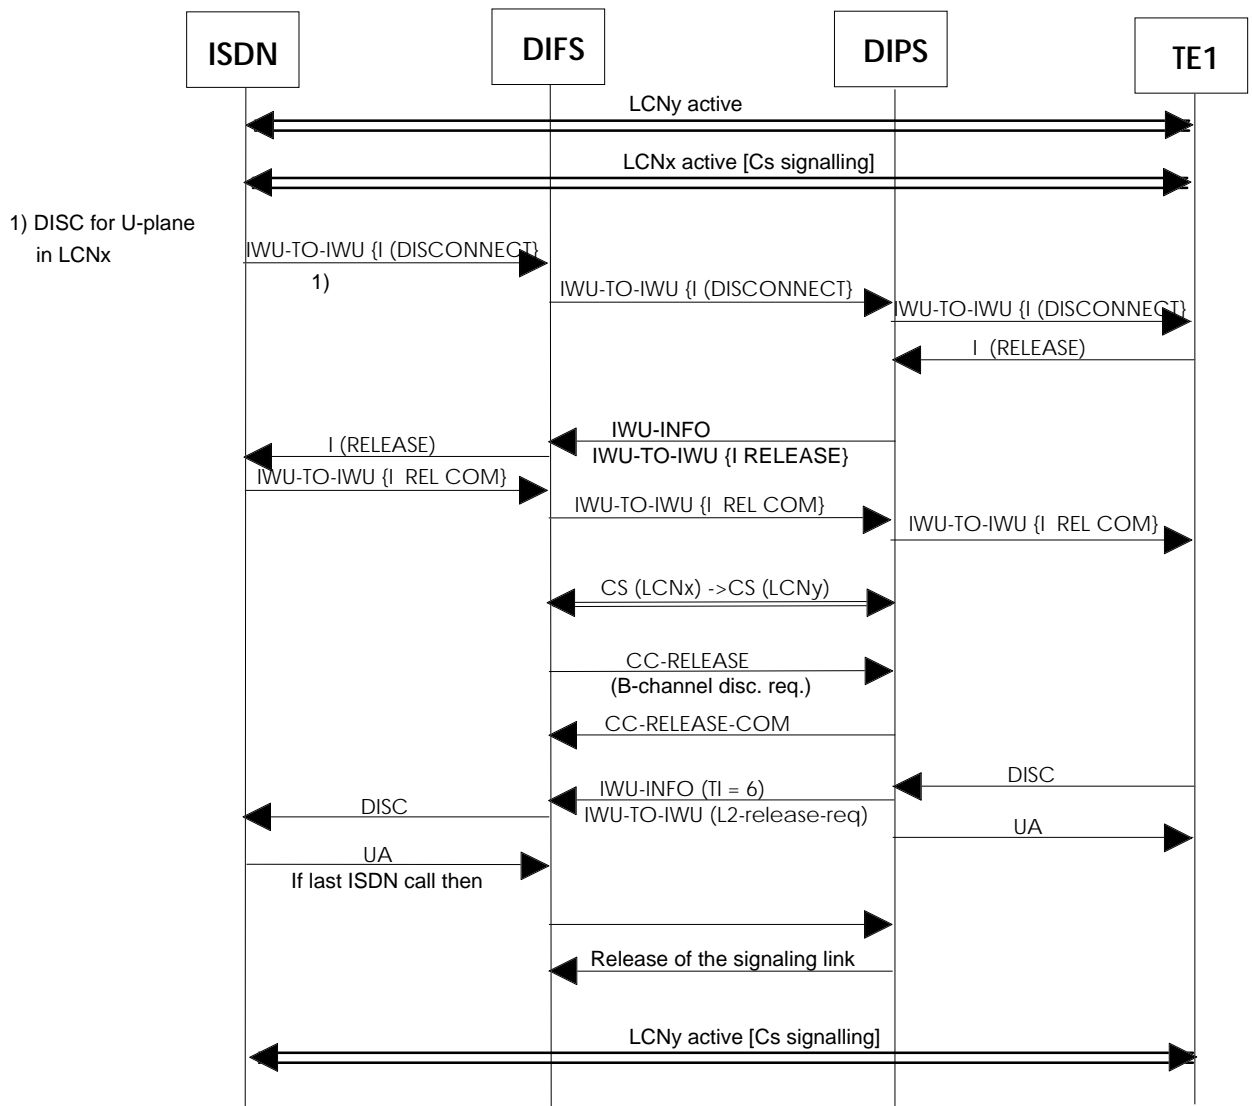 ISDN
DIFS
DIPS
TE1
LCNy active
LCNx active [Cs signalling]
1) DISC for U-plane
in LCNx
IWU-TO-IWU {I (DISCONNECT}
1)
IWU-TO-IWU {I (DISCONNECT}
IWU-TO-IWU {I (DISCONNECT}
I (RELEASE)
IWU-INFO
IWU-TO-IWU {I RELEASE}
I (RELEASE)
IWU-TO-IWU {I REL COM}
IWU-TO-IWU {I REL COM}
IWU-TO-IWU {I REL COM}
CS (LCNx) ->CS (LCNy)
CC-RELEASE
(B-channel disc. req.)
CC-RELEASE-COM
DISC
IWU-INFO (TI = 6)
IWU-TO-IWU (L2-release-req)
DISC
UA
UA
If last ISDN call then
Release of the signaling link
LCNy active [Cs signalling]